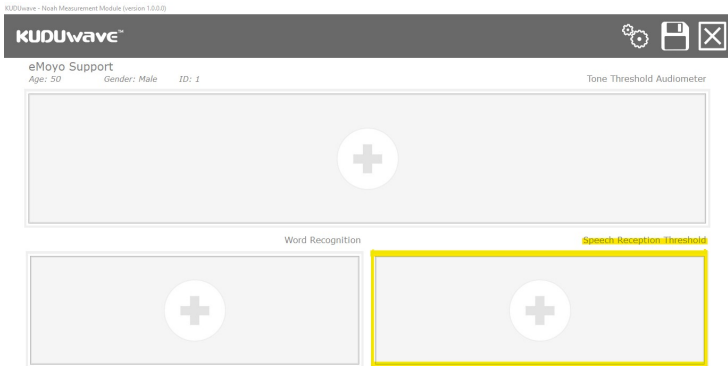 KUDUwave - Noah Measurement Module (version 1.0.0.0)
KUDUwave™
eMoyo Support
Age: 50 Gender: Male ID: 1 Tone Threshold Audiometer
Word Recognition Speech Reception Threshold